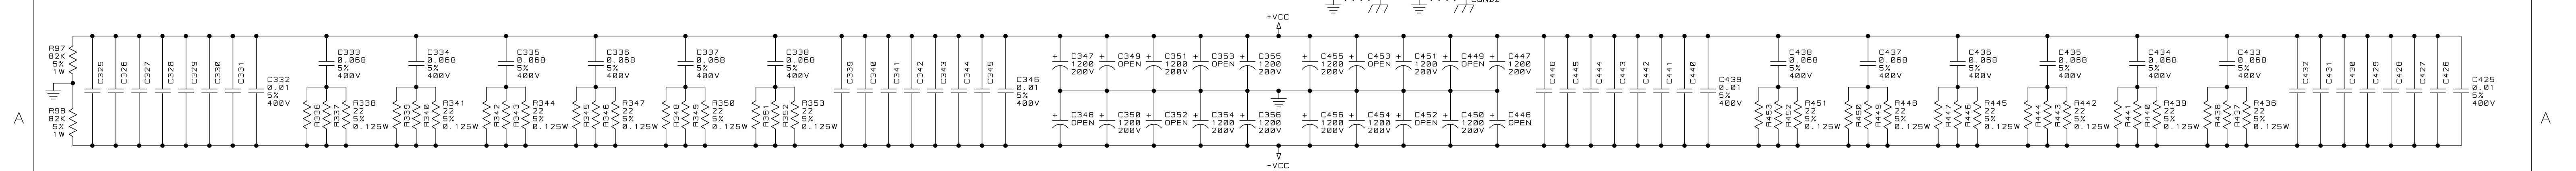 +VCC
A
R97
82K
5%
1W
R98
82K
5%
1W
C325
C326
C327
C328
C329
C330
C331
C332
0.01
5%
400V
C333
0.068
5%
400V
R336
R337
R338
22
5%
0.125W
C334
0.068
5%
400V
R339
R340
R341
22
5%
0.125W
C335
0.068
5%
400V
R342
R343
R344
22
5%
0.125W
C336
0.068
5%
400V
R345
R346
R347
22
5%
0.125W
C337
0.068
5%
400V
R348
R349
R350
22
5%
0.125W
C338
0.068
5%
400V
R351
R352
R353
22
5%
0.125W
C339
C340
C341
C342
C343
C344
C345
C346
0.01
5%
400V
+ C347
1200
200V
+ C349
OPEN
+ C351
1200
200V
+ C353
OPEN
+ C355
1200
200V
+ C455
1200
200V
+ C453
OPEN
+ C451
1200
200V
+ C449
OPEN
+ C447
1200
200V
+ C348
OPEN
+ C350
1200
200V
+ C352
OPEN
+ C354
1200
200V
+ C356
1200
200V
+ C456
1200
200V
+ C454
1200
200V
+ C452
OPEN
+ C450
1200
200V
+ C448
OPEN
C446
C445
C444
C443
C442
C441
C440
C439
0.01
5%
400V
C438
0.068
5%
400V
R453
R452
R451
22
5%
0.125W
C437
0.068
5%
400V
R450
R449
R448
22
5%
0.125W
C436
0.068
5%
400V
R447
R446
R445
22
5%
0.125W
C435
0.068
5%
400V
R444
R443
R442
22
5%
0.125W
C434
0.068
5%
400V
R441
R440
R439
22
5%
0.125W
C433
0.068
5%
400V
R438
R437
R436
22
5%
0.125W
C432
C431
C430
C429
C428
C427
C426
C425
0.01
5%
400V
A
-VCC